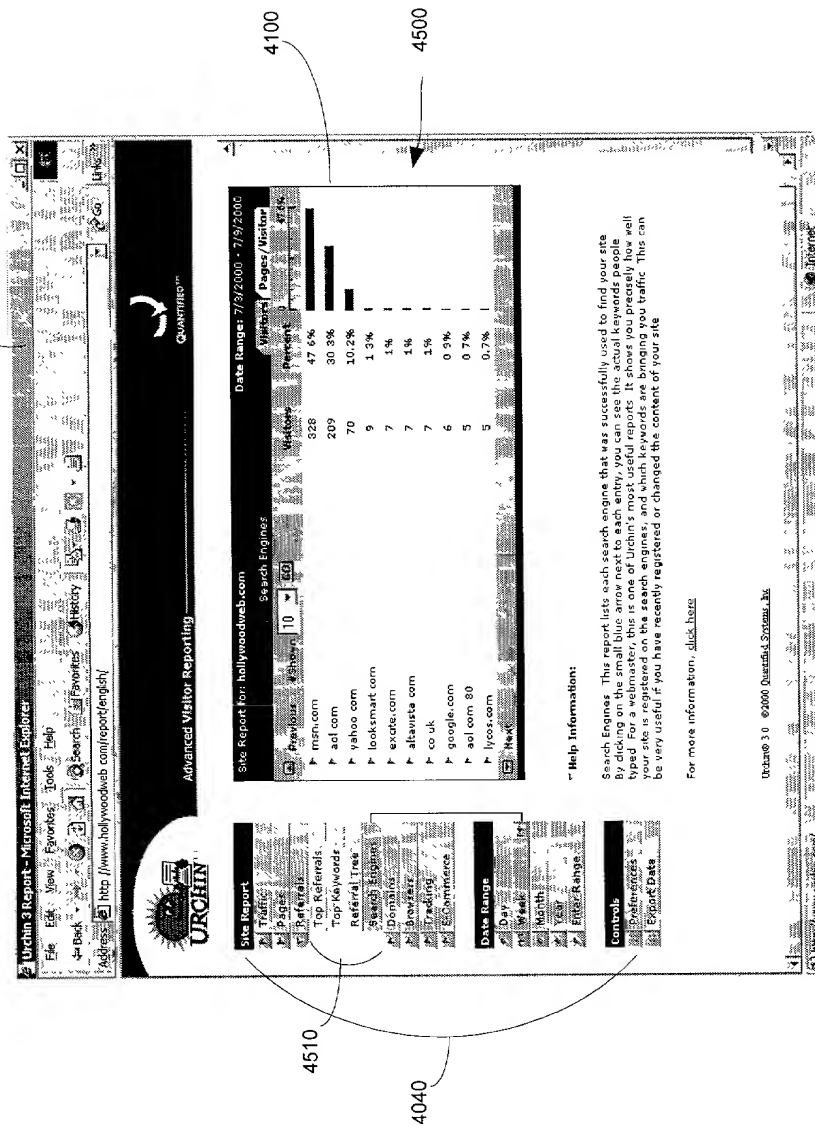 Urchin 3 Report - Microsoft Internet Explorer
File Edit View Favorites Tools Help
Back Search Favorites History
Address http //www.hollywoodweb com/report/english/ Go Links »
URCHIN
Advanced Visitor Reporting
QUANTIFIED™
Site Report
Traffic
Pages
Referrals
Top Referrals
Top Keywords
Referral Tree
Search Engines
Domains
Browsers
Tracking
ECommerce
Date Range
Day
Week
Month
Year
Enter Range
Controls
Preferences
Export Data
Site Report for: hollywoodweb.com Date Range: 7/3/2000 - 7/9/2000
Search Engines Visitors Pages/Visitor
Previous #Shown 10 GO Visitors Percent 47.6%
msn.com 328 47 6%
aol com 209 30 3%
yahoo com 70 10.2%
looksmart com 9 1 3%
excite.com 7 1%
altavista com 7 1%
co uk 7 1%
google.com 6 0 9%
aol com 80 5 0 7%
lycos.com 5 0.7%
Next
Help Information:
Search Engines This report lists each search engine that was successfully used to find your site
By clicking on the small blue arrow next to each entry, you can see the actual keywords people
typed For a webmaster, this is one of Urchin's most useful reports It shows you precisely how well
your site is registered on the search engines, and which keywords are bringing you traffic This can
be very useful if you have recently registered or changed the content of your site
For more information, click here
Urchin® 3 0 ©2000 Quantified Systems, Inc
Internet
4100
4500
4510
4040